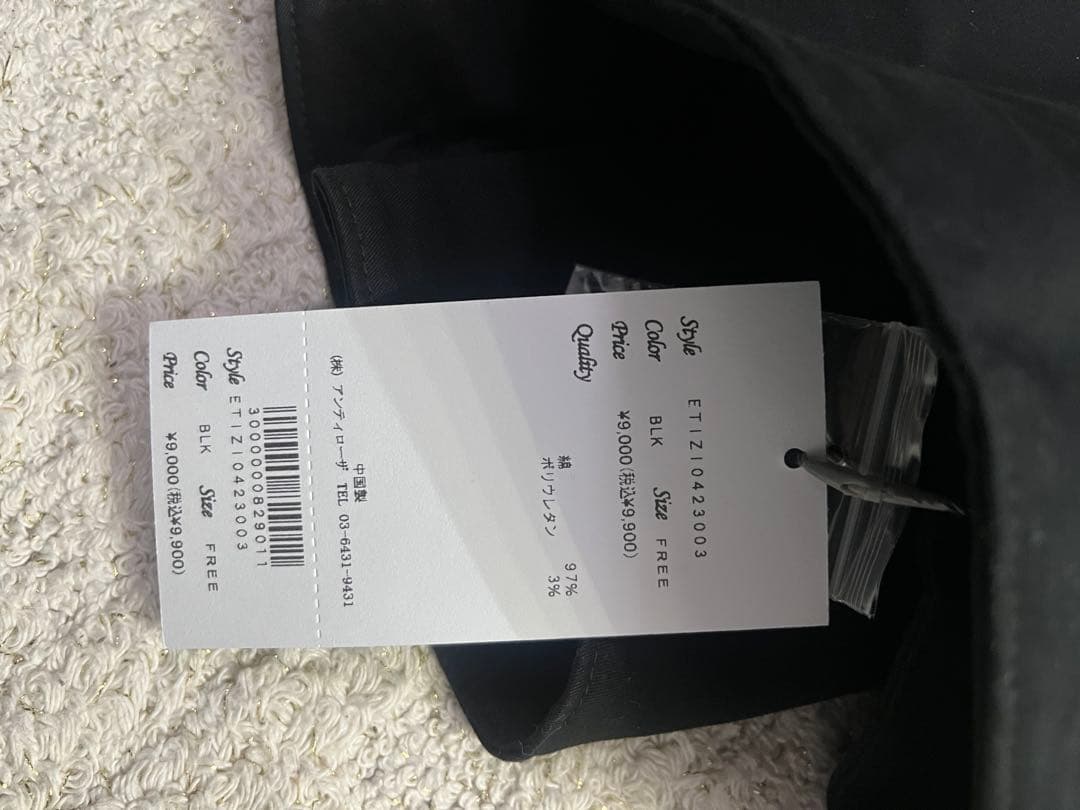 Style ETIZI0423003
Color BLK Size FREE
Price ¥9,000(税込¥9,900)
Quality
綿 97%
ポリウレタン 3%
中国製
(株) アンティローザ TEL 03-6431-9431
3000000829011
Style ETIZI0423003
Color BLK Size FREE
Price ¥9,000(税込¥9,900)